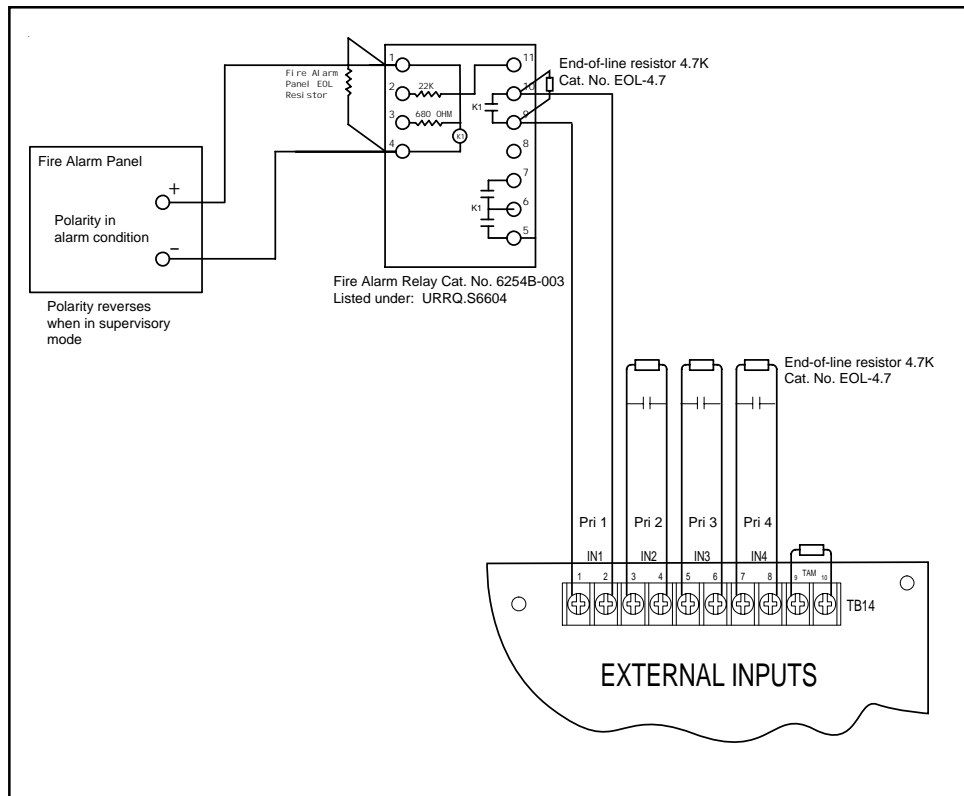 Fire Alarm
Panel EOL
Resistor
1
2
3
4
22K
680 OHM
K1
11
10
9
8
7
6
5
K1
K1
End-of-line resistor 4.7K
Cat. No. EOL-4.7
Fire Alarm Panel
+
Polarity in
alarm condition
–
Polarity reverses
when in supervisory
mode
Fire Alarm Relay Cat. No. 6254B-003
Listed under: URRQ.S6604
End-of-line resistor 4.7K
Cat. No. EOL-4.7
Pri 1 Pri 2 Pri 3 Pri 4
IN1 IN2 IN3 IN4 TAM
1 2 3 4 5 6 7 8 9 10
TB14
EXTERNAL INPUTS